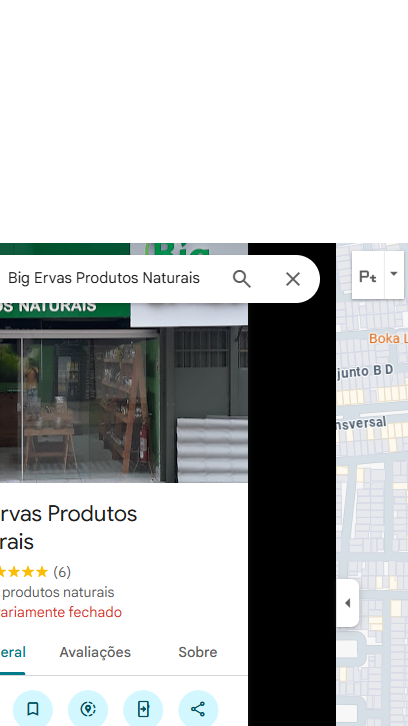 Big
Big Ervas Produtos Naturais
OS NATURAIS
Pt
Boka L
junto B D
nsversal
rvas Produtos
rais
(6)
produtos naturais
ariamente fechado
eral
Avaliações
Sobre